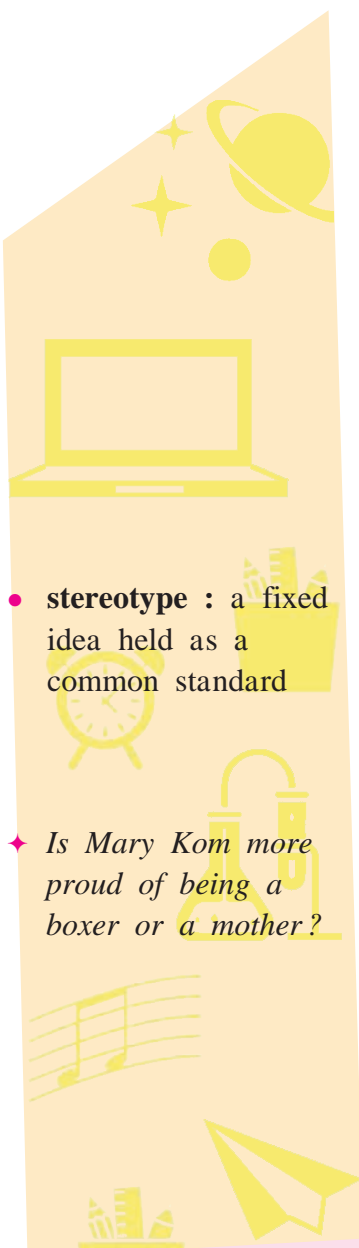 stereotype : a fixed
idea held as a
common standard
Is Mary Kom more
proud of being a
boxer or a mother ?